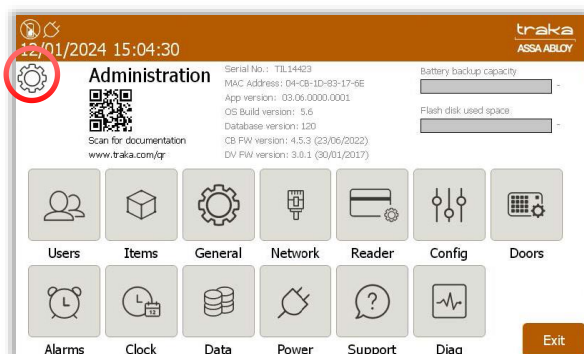 traka
12/01/2024 15:04:30
ASSA ABLOY
Administration
Scan for documentation
www.traka.com/qr
Serial No.: TIL14423
MAC Address: 04-CB-1D-83-17-6E
App version: 03.06.0000.0001
OS Build version: 5.6
Database version: 120
CB FW version: 4.5.3 (23/06/2022)
DV FW version: 3.0.1 (30/01/2017)
Battery backup capacity
-
Flash disk used space
-
Users Items General Network Reader Config Doors
12
Alarms Clock Data Power Support Diag
Exit